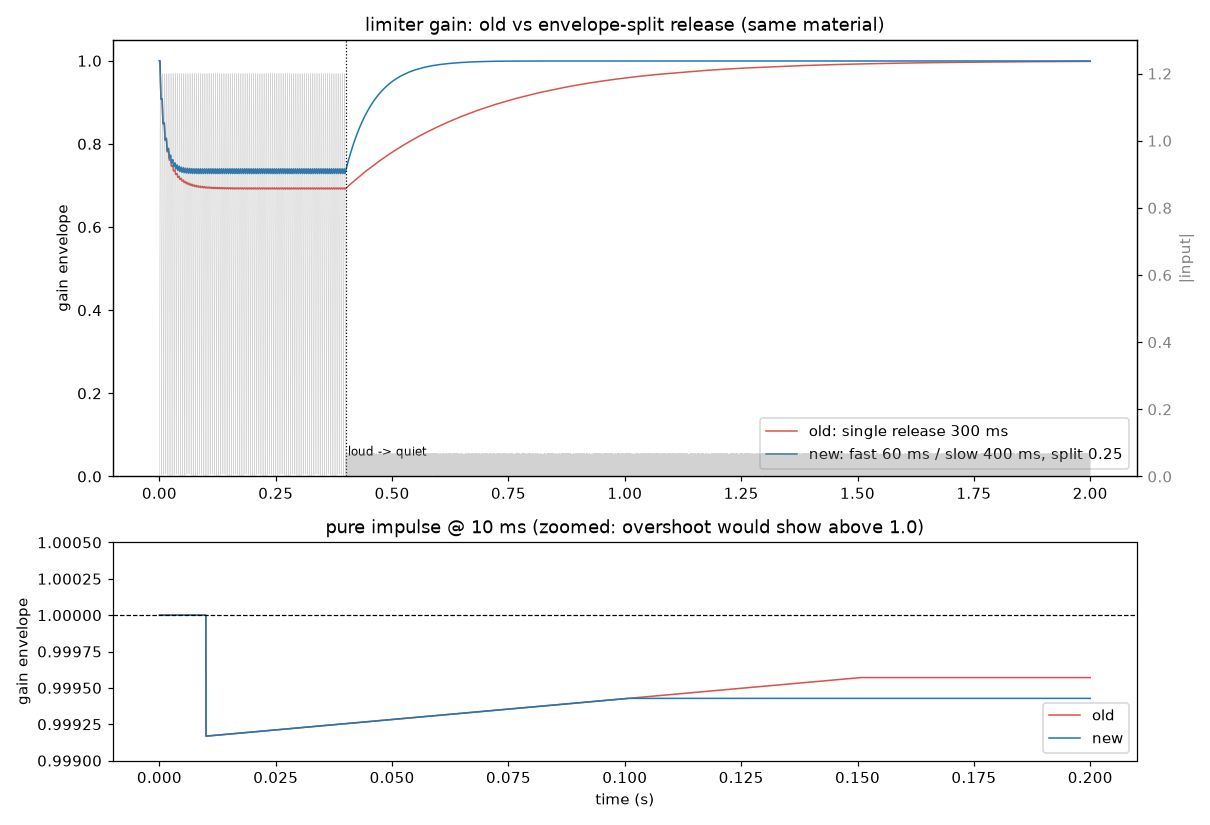 limiter gain: old vs envelope-split release (same material)
1.0
0.8
0.6
0.4
0.2
0.0
gain envelope
1.2
1.0
0.8
0.6
0.4
0.2
0.0
|input|
loud -> quiet
old: single release 300 ms
new: fast 60 ms / slow 400 ms, split 0.25
0.00 0.25 0.50 0.75 1.00 1.25 1.50 1.75 2.00
pure impulse @ 10 ms (zoomed: overshoot would show above 1.0)
1.00050
1.00025
1.00000
0.99975
0.99950
0.99925
0.99900
gain envelope
old
new
0.000 0.025 0.050 0.075 0.100 0.125 0.150 0.175 0.200
time (s)